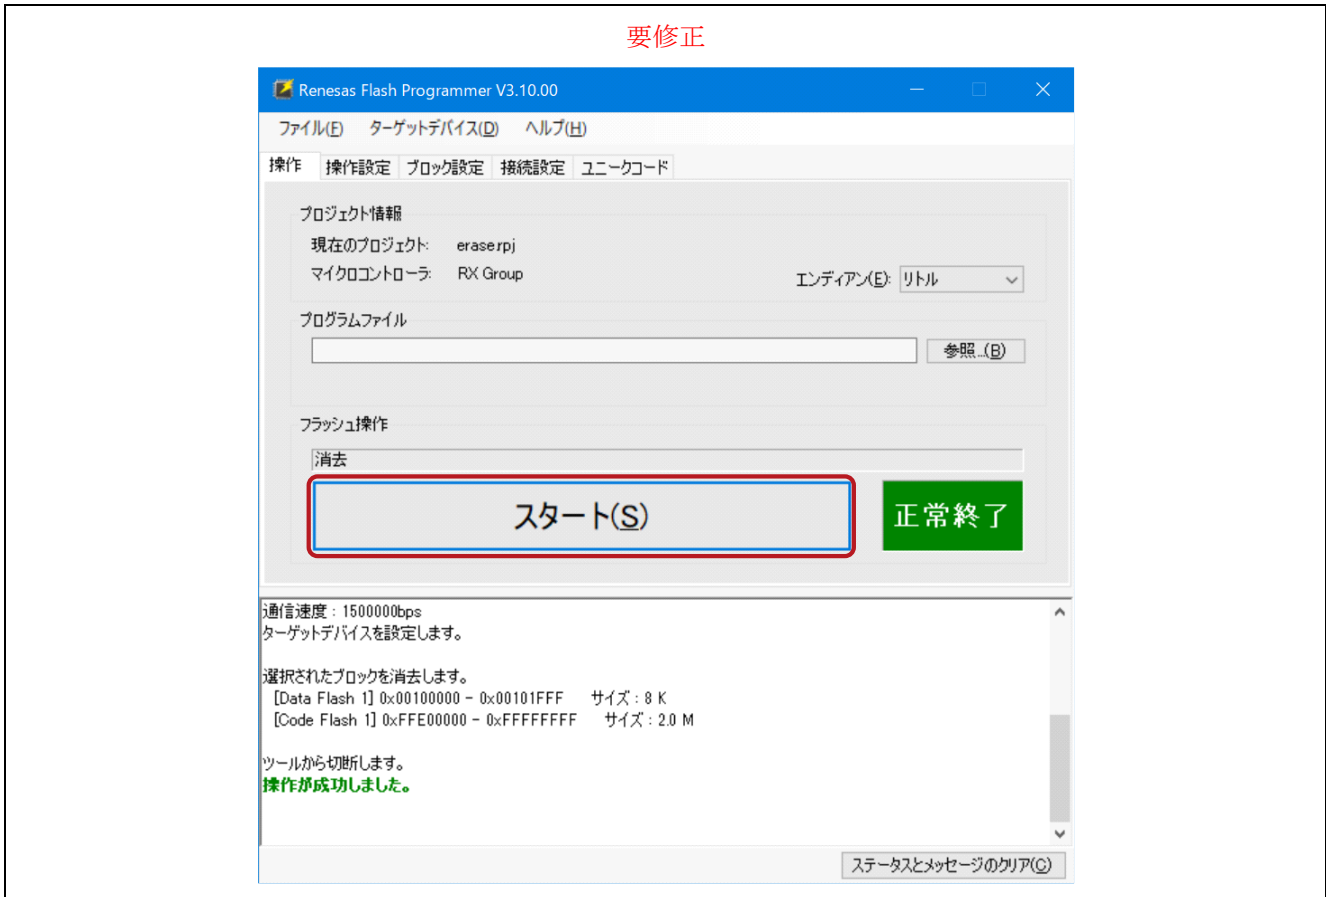 要修正
Renesas Flash Programmer V3.10.00
ファイル(F) ターゲットデバイス(D) ヘルプ(H)
操作 操作設定 ブロック設定 接続設定 ユニークコード
プロジェクト情報
現在のプロジェクト: erase.rpj
マイクロコントローラ: RX Group
エンディアン(E): リトル
プログラムファイル
参照...(B)
フラッシュ操作
消去
スタート(S)
正常終了
通信速度 : 1500000bps
ターゲットデバイスを設定します。
選択されたブロックを消去します。
[Data Flash 1] 0x00100000 - 0x00101FFF サイズ : 8 K
[Code Flash 1] 0xFFE00000 - 0xFFFFFFFF サイズ : 2.0 M
ツールから切断します。
操作が成功しました。
ステータスとメッセージのクリア(C)